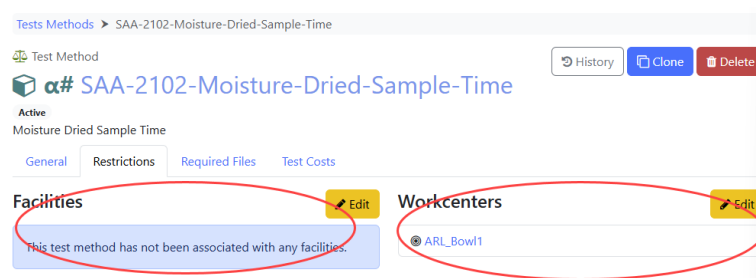 Tests Methods > SAA-2102-Moisture-Dried-Sample-Time
Test Method
History Clone Delete
α# SAA-2102-Moisture-Dried-Sample-Time
Active
Moisture Dried Sample Time
General Restrictions Required Files Test Costs
Facilities Edit Workcenters Edit
This test method has not been associated with any facilities. ARL_Bowl1